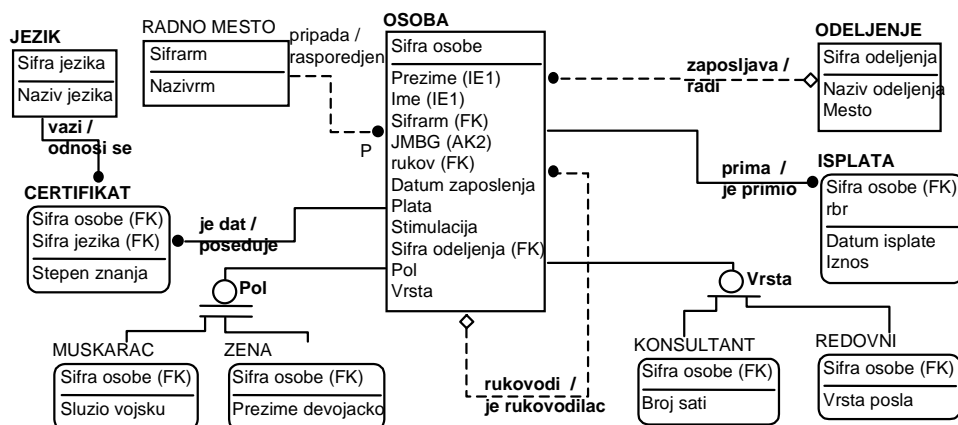 JEZIK
Sifra jezika
Naziv jezika
vazi /
odnosi se
RADNO MESTO
Sifrarm
Nazivrm
pripada /
rasporedjen
P
OSOBA
Sifra osobe
Prezime (IE1)
Ime (IE1)
Sifrarm (FK)
JMBG (AK2)
rukov (FK)
Datum zaposlenja
Plata
Stimulacija
Sifra odeljenja (FK)
Pol
Vrsta
zaposljava /
radi
ODELJENJE
Sifra odeljenja
Naziv odeljenja
Mesto
prima /
je primio
ISPLATA
Sifra osobe (FK)
rbr
Datum isplate
Iznos
CERTIFIKAT
Sifra osobe (FK)
Sifra jezika (FK)
Stepen znanja
je dat /
poseduje
Pol
MUSKARAC
Sifra osobe (FK)
Sluzio vojsku
ZENA
Sifra osobe (FK)
Prezime devojacko
rukovodi /
je rukovodilac
Vrsta
KONSULTANT
Sifra osobe (FK)
Broj sati
REDOVNI
Sifra osobe (FK)
Vrsta posla